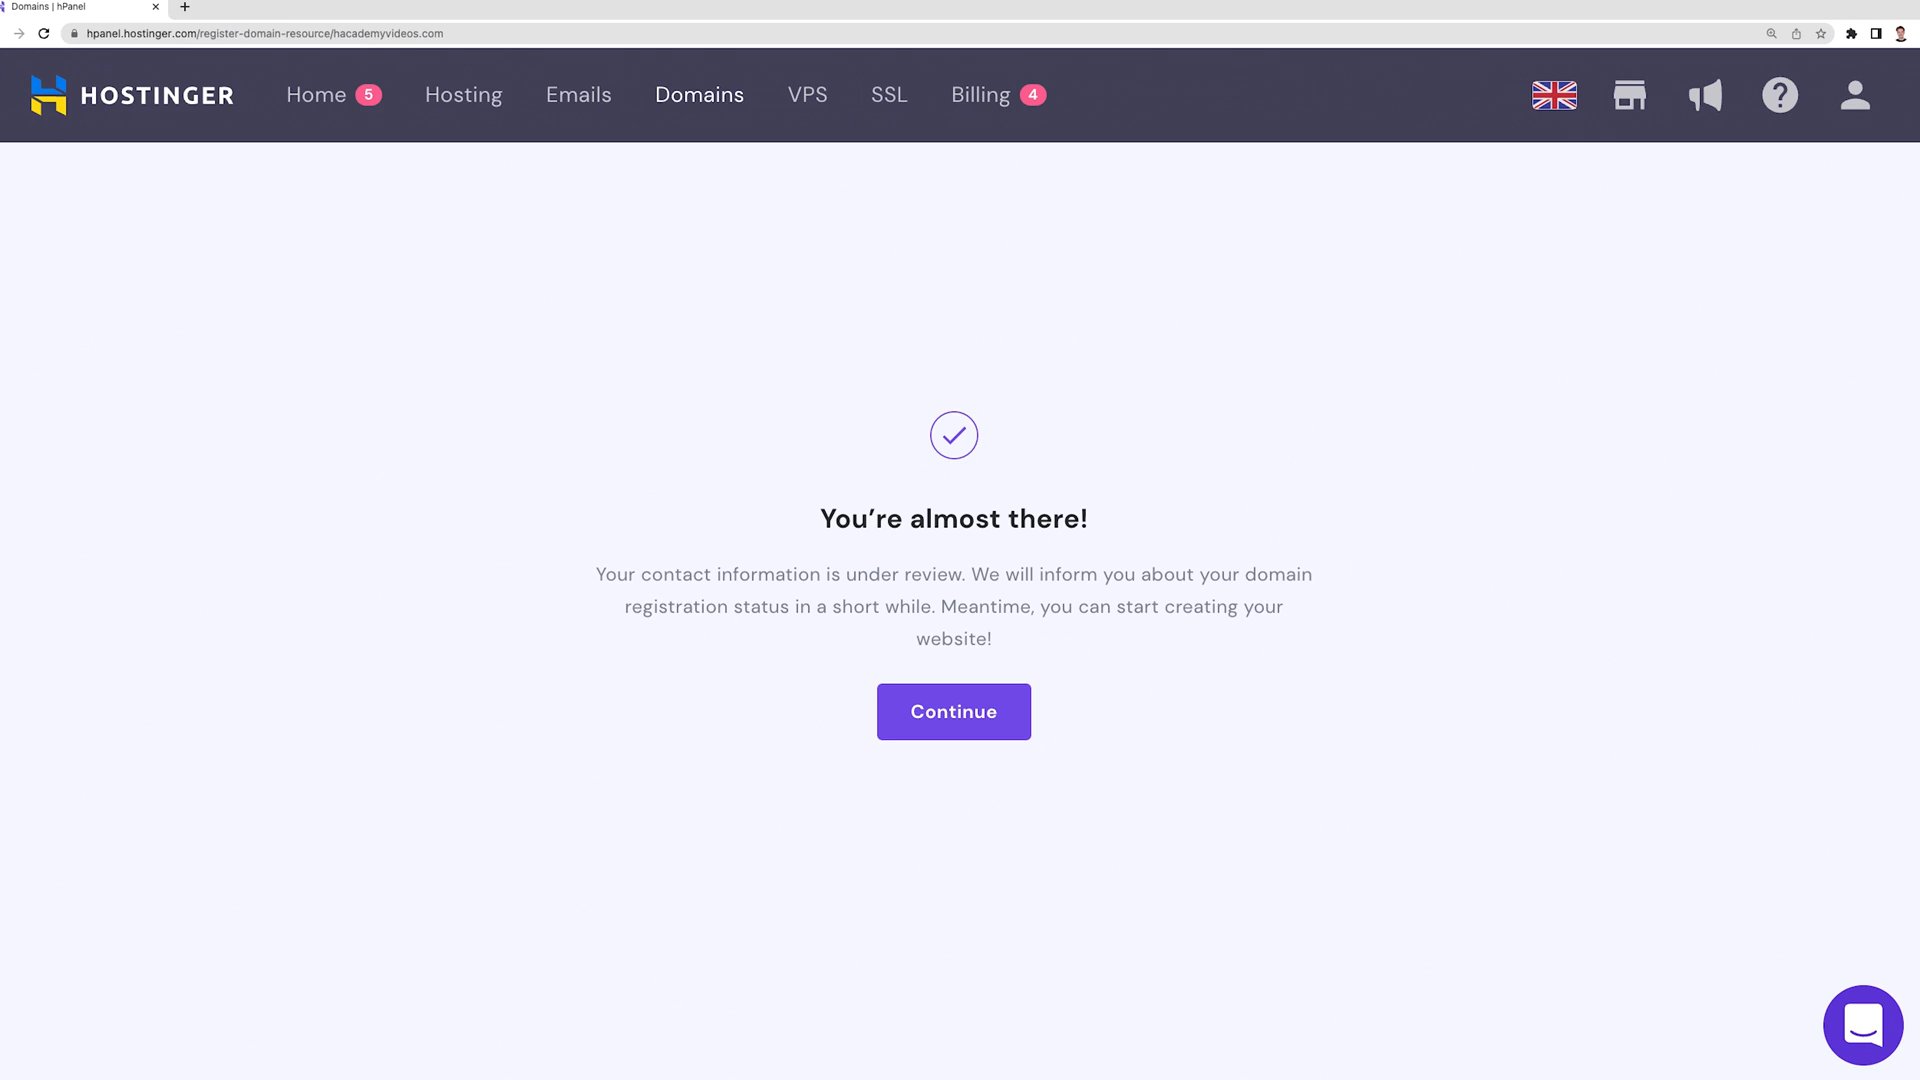 Domains | hPanel
hpanel.hostinger.com/register-domain-resource/hacademyvideos.com
HOSTINGER
Home 5
Hosting
Emails
Domains
VPS
SSL
Billing 4
You’re almost there!
Your contact information is under review. We will inform you about your domain
registration status in a short while. Meantime, you can start creating your
website!
Continue